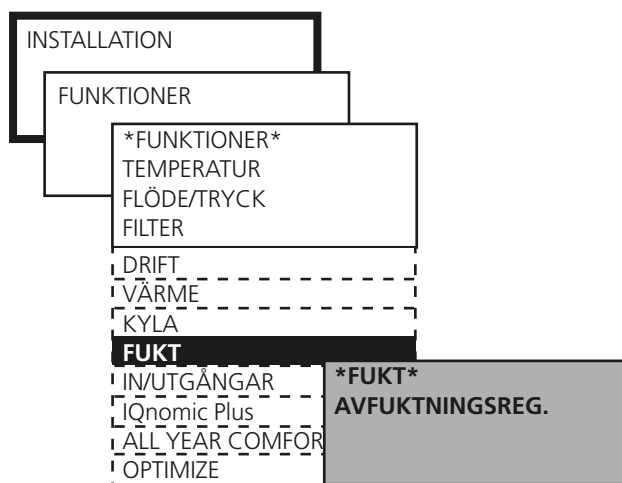 INSTALLATION
FUNKTIONER
*FUNKTIONER*
TEMPERATUR
FLÖDE/TRYCK
FILTER
DRIFT
VÄRME
KYLA
FUKT
IN/UTGÅNGAR
IQnomic Plus
ALL YEAR COMFOR
OPTIMIZE
*FUKT*
AVFUKTNINGSREG.